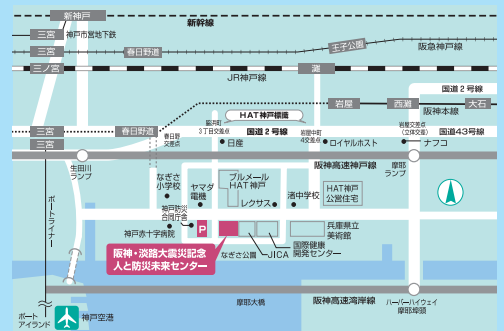 新神戸
新幹線
三宮
神戸市営地下鉄
三宮
春日野道
王子公園
阪急神戸線
三ノ宮
灘
JR神戸線
国道2号線
岩屋
西灘
大石
阪神本線
HAT神戸標識
脇浜町
3丁目交差点
国道2号線
岩屋中町
4交差点
岩屋交差点
(立体交差)
国道43号線
三宮
春日野道
春日野
交差点
日産
ロイヤルホスト
ナフコ
三宮
生田川
ランプ
阪神高速神戸線
摩耶
ランプ
なぎさ
小学校
ヤマダ
電機
ブルメール
HAT神戸
渚中学校
HAT神戸
公営住宅
レクサス
神戸防災
合同庁舎
神戸赤十字病院
P
兵庫県立
美術館
国際健康
開発センター
JICA
なぎさ公園
阪神・淡路大震災記念
人と防災未来センター
ポートライナー
摩耶大橋
阪神高速湾岸線
ハーバーハイウェイ
摩耶埠頭
ポート
アイランド
神戸空港